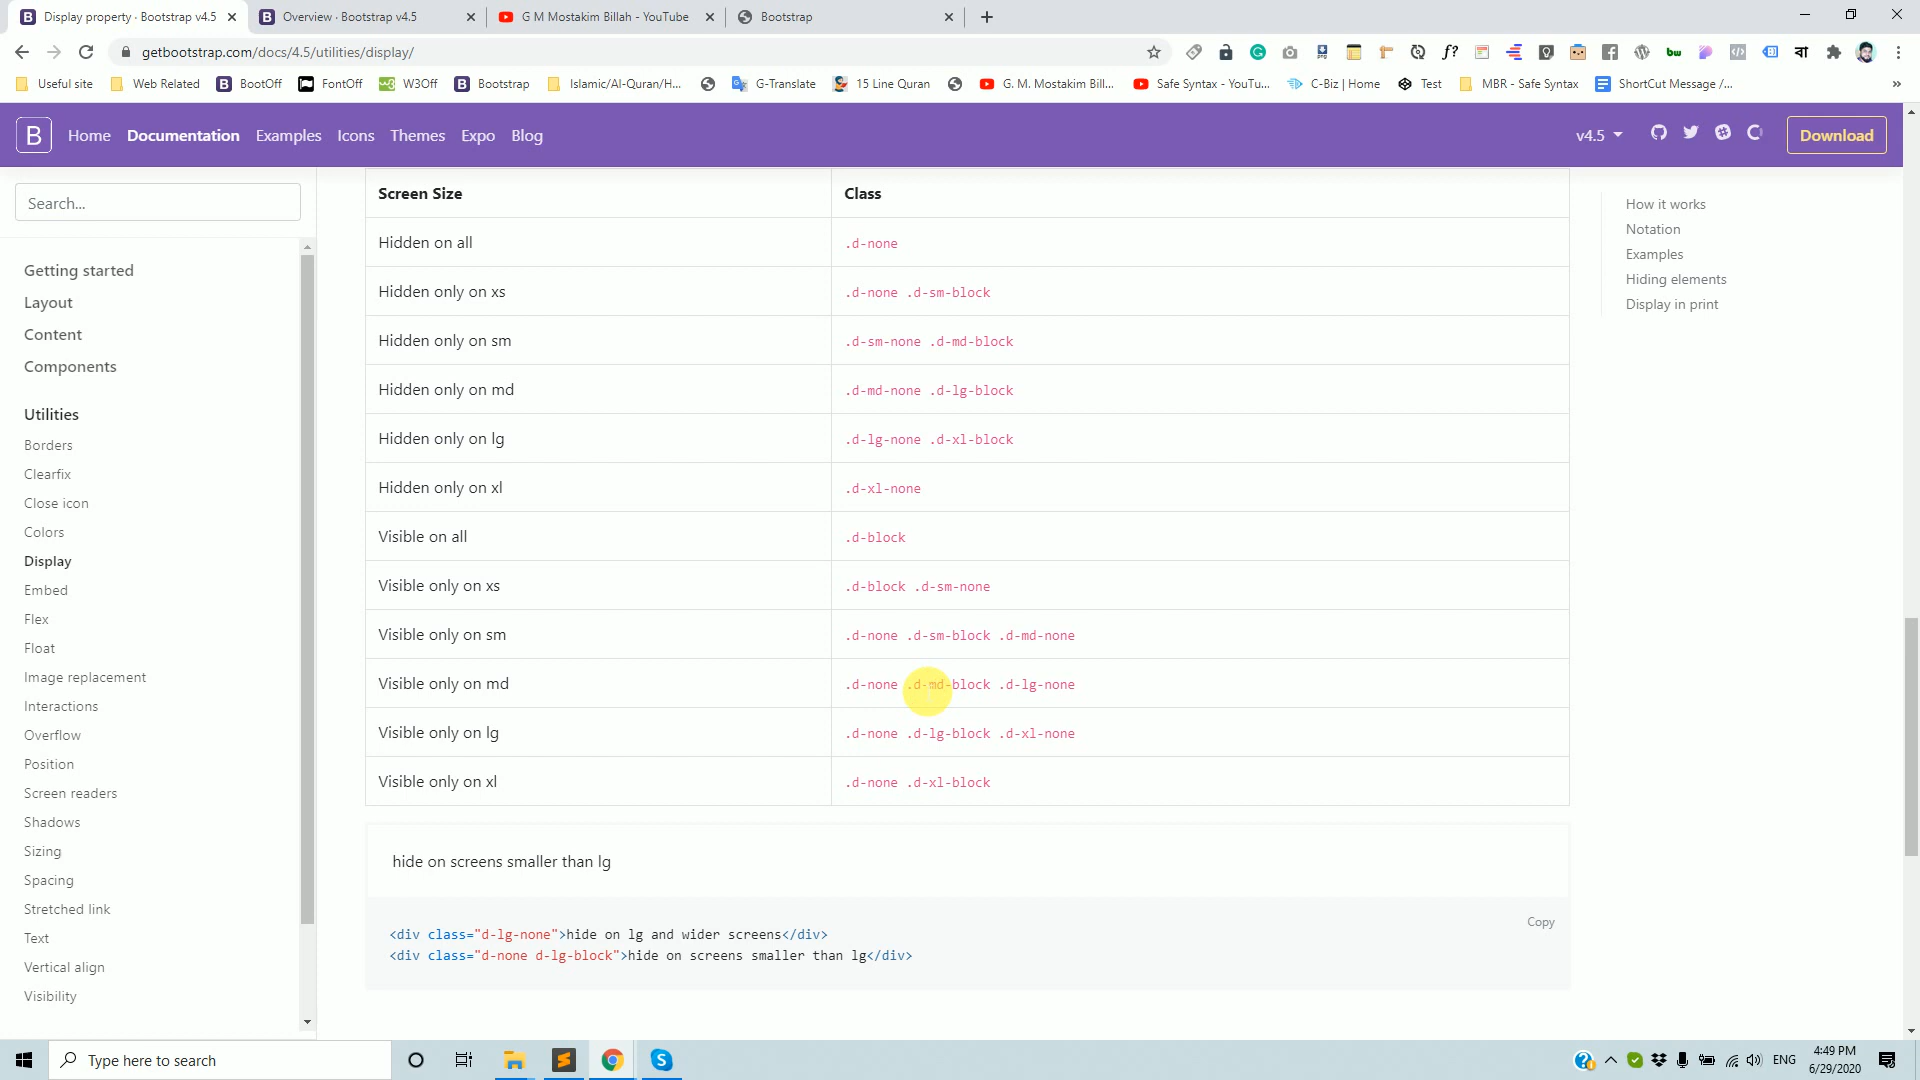 Display property · Bootstrap v4.5
Overview · Bootstrap v4.5
G M Mostakim Billah - YouTube
Bootstrap
getbootstrap.com/docs/4.5/utilities/display/
Useful site
Web Related
BootOff
FontOff
W3Off
Bootstrap
Islamic/Al-Quran/H...
G-Translate
15 Line Quran
G. M. Mostakim Bill...
Safe Syntax - YouTu...
C-Biz | Home
Test
MBR - Safe Syntax
ShortCut Message /...
B
Home
Documentation
Examples
Icons
Themes
Expo
Blog
v4.5
Download
Search...
Getting started
Layout
Content
Components
Utilities
Borders
Clearfix
Close icon
Colors
Display
Embed
Flex
Float
Image replacement
Interactions
Overflow
Position
Screen readers
Shadows
Sizing
Spacing
Stretched link
Text
Vertical align
Visibility
Screen Size Class
Hidden on all .d-none
Hidden only on xs .d-none .d-sm-block
Hidden only on sm .d-sm-none .d-md-block
Hidden only on md .d-md-none .d-lg-block
Hidden only on lg .d-lg-none .d-xl-block
Hidden only on xl .d-xl-none
Visible on all .d-block
Visible only on xs .d-block .d-sm-none
Visible only on sm .d-none .d-sm-block .d-md-none
Visible only on md .d-none .d-md-block .d-lg-none
Visible only on lg .d-none .d-lg-block .d-xl-none
Visible only on xl .d-none .d-xl-block
hide on screens smaller than lg
Copy
<div class="d-lg-none">hide on lg and wider screens</div>
<div class="d-none d-lg-block">hide on screens smaller than lg</div>
How it works
Notation
Examples
Hiding elements
Display in print
Type here to search
ENG
4:49 PM
6/29/2020